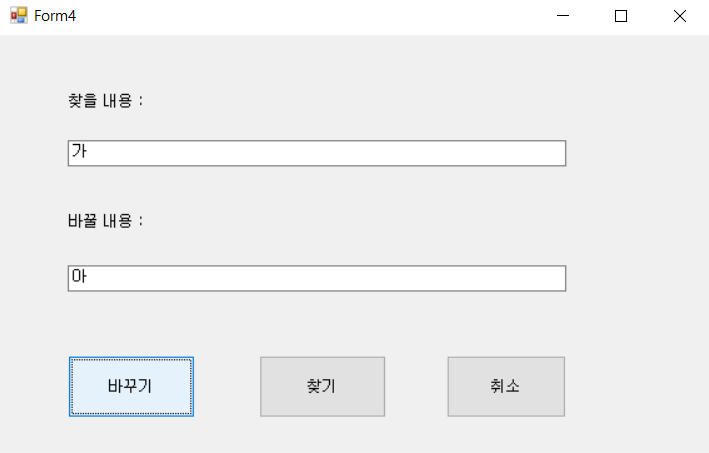 Form4
찾을 내용 :
가
바꿀 내용 :
아
바꾸기 찾기 취소